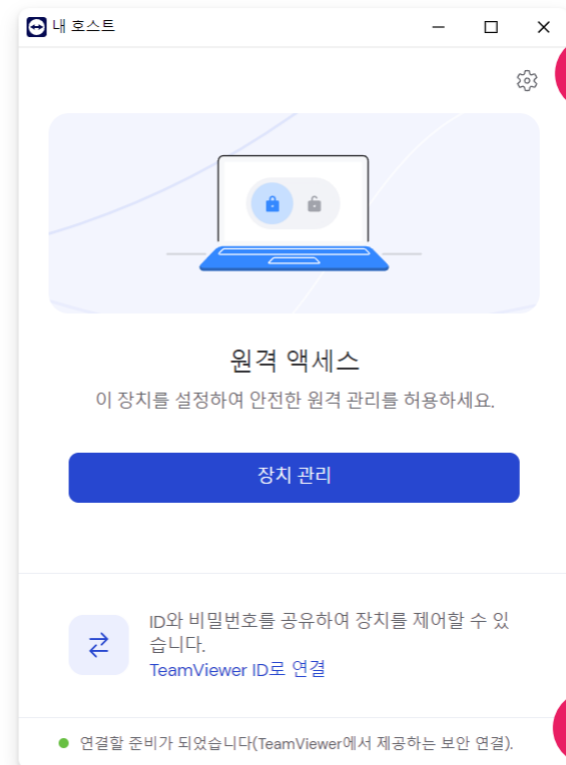 내 호스트
원격 액세스
이 장치를 설정하여 안전한 원격 관리를 허용하세요.
장치 관리
ID와 비밀번호를 공유하여 장치를 제어할 수 있
습니다.
TeamViewer ID로 연결
연결할 준비가 되었습니다(TeamViewer에서 제공하는 보안 연결).